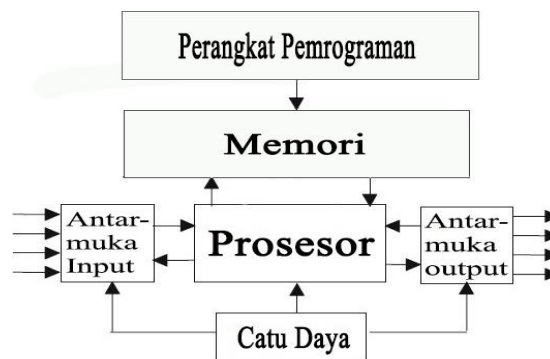 Perangkat Pemrograman
Memori
Antar-
muka
Input
Prosesor
Antar-
muka
output
Catu Daya